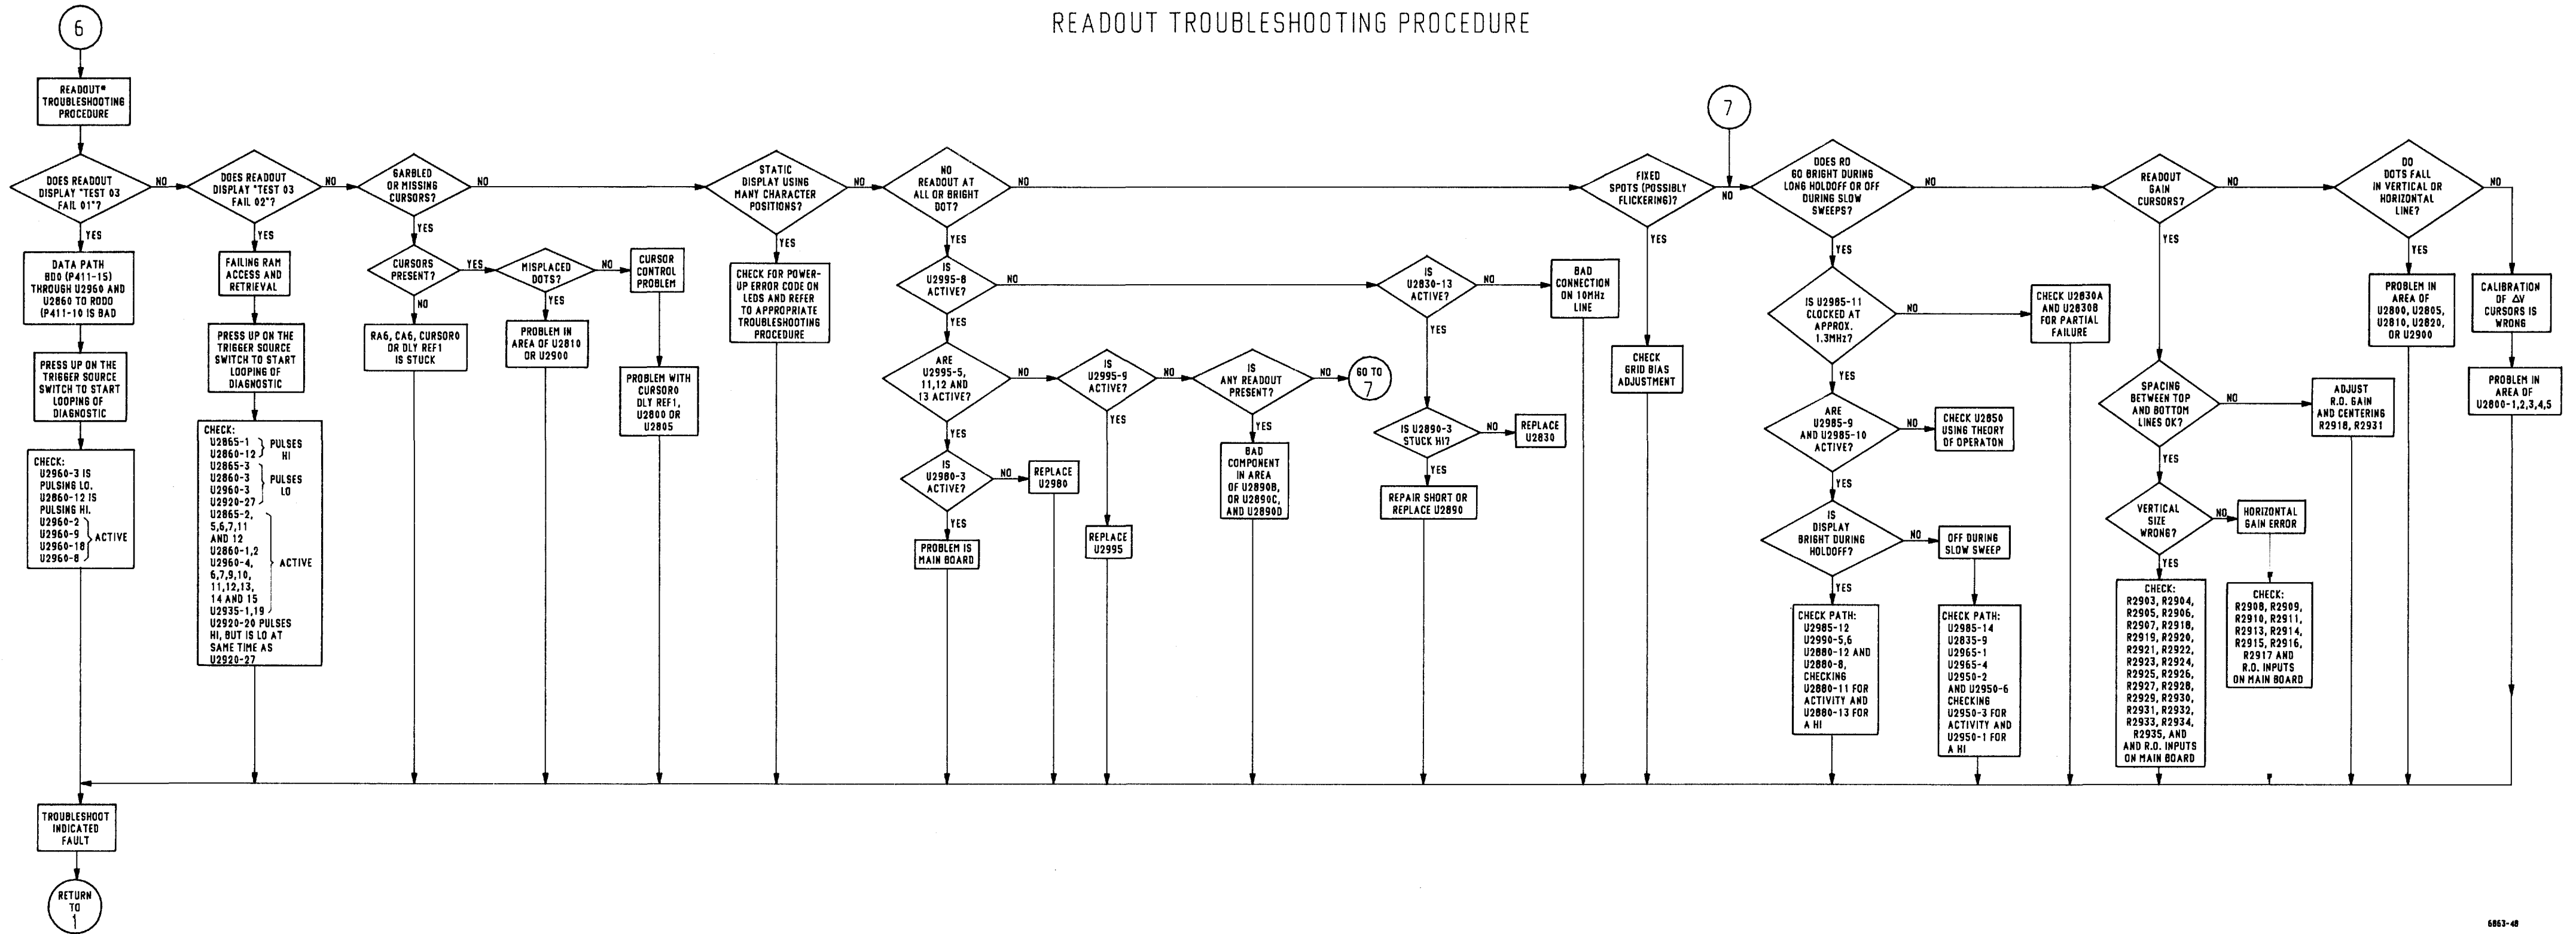 READOUT TROUBLESHOOTING PROCEDURE
6
READOUT*
TROUBLESHOOTING
PROCEDURE
DOES READOUT
DISPLAY "TEST 03
FAIL 01"?
NO
YES
DATA PATH
BD0 (P411-15)
THROUGH U2960 AND
U2860 TO RODO
(P411-10 IS BAD
PRESS UP ON THE
TRIGGER SOURCE
SWITCH TO START
LOOPING OF
DIAGNOSTIC
CHECK:
U2960-3 IS
PULSING LO.
U2860-12 IS
PULSING HI.
U2960-2
U2960-9
U2960-18
U2960-8
ACTIVE
TROUBLESHOOT
INDICATED
FAULT
RETURN
TO
1
DOES READOUT
DISPLAY "TEST 03
FAIL 02"?
NO
YES
FAILING RAM
ACCESS AND
RETRIEVAL
PRESS UP ON THE
TRIGGER SOURCE
SWITCH TO START
LOOPING OF
DIAGNOSTIC
CHECK:
U2865-1
U2860-12
PULSES
HI
U2865-3
U2860-3
U2960-3
U2920-27
PULSES
LO
U2865-2,
5,6,7,11
AND 12
U2860-1,2
U2960-4,
6,7,9,10,
11,12,13,
14 AND 15
U2935-1,19
ACTIVE
U2920-20 PULSES
HI, BUT IS LO AT
SAME TIME AS
U2920-27
GARBLED
OR MISSING
CURSORS?
NO
YES
CURSORS
PRESENT?
YES
NO
RA6, CA6, CURSOR0
OR DLY REF1
IS STUCK
MISPLACED
DOTS?
NO
YES
PROBLEM IN
AREA OF U2810
OR U2900
CURSOR
CONTROL
PROBLEM
PROBLEM WITH
CURSOR0
DLY REF1,
U2800 OR
U2805
STATIC
DISPLAY USING
MANY CHARACTER
POSITIONS?
NO
YES
CHECK FOR POWER-
UP ERROR CODE ON
LEDS AND REFER
TO APPROPRIATE
TROUBLESHOOTING
PROCEDURE
NO
READOUT AT
ALL OR BRIGHT
DOT?
NO
YES
IS
U2995-8
ACTIVE?
NO
YES
ARE
U2995-5,
11,12 AND
13 ACTIVE?
NO
YES
IS
U2980-3
ACTIVE?
NO
YES
PROBLEM IS
MAIN BOARD
REPLACE
U2980
IS
U2995-9
ACTIVE?
NO
YES
REPLACE
U2995
IS
ANY READOUT
PRESENT?
NO
YES
BAD
COMPONENT
IN AREA
OF U2890B,
OR U2890C,
AND U2890D
GO TO
7
IS
U2830-13
ACTIVE?
NO
YES
IS U2890-3
STUCK HI?
NO
YES
REPAIR SHORT OR
REPLACE U2890
REPLACE
U2830
BAD
CONNECTION
ON 10MHz
LINE
FIXED
SPOTS (POSSIBLY
FLICKERING)?
NO
YES
CHECK
GRID BIAS
ADJUSTMENT
7
DOES RO
GO BRIGHT DURING
LONG HOLDOFF OR OFF
DURING SLOW
SWEEPS?
NO
YES
IS U2985-11
CLOCKED AT
APPROX.
1.3MHz?
NO
YES
CHECK U2830A
AND U2830B
FOR PARTIAL
FAILURE
ARE
U2985-9
AND U2985-10
ACTIVE?
NO
YES
CHECK U2850
USING THEORY
OF OPERATON
IS
DISPLAY
BRIGHT DURING
HOLDOFF?
NO
YES
OFF DURING
SLOW SWEEP
CHECK PATH:
U2985-12
U2990-5,6
U2880-12 AND
U2880-8,
CHECKING
U2880-11 FOR
ACTIVITY AND
U2880-13 FOR
A HI
CHECK PATH:
U2985-14
U2835-9
U2965-1
U2965-4
U2950-2
AND U2950-6
CHECKING
U2950-3 FOR
ACTIVITY AND
U2950-1 FOR
A HI
READOUT
GAIN
CURSORS?
NO
YES
SPACING
BETWEEN TOP
AND BOTTOM
LINES OK?
NO
YES
ADJUST
R.O. GAIN
AND CENTERING
R2918, R2931
VERTICAL
SIZE
WRONG?
NO
YES
HORIZONTAL
GAIN ERROR
CHECK:
R2903, R2904,
R2905, R2906,
R2907, R2918,
R2919, R2920,
R2921, R2922,
R2923, R2924,
R2925, R2926,
R2927, R2928,
R2929, R2930,
R2931, R2932,
R2933, R2934,
R2935, AND
AND R.O. INPUTS
ON MAIN BOARD
CHECK:
R2908, R2909,
R2910, R2911,
R2913, R2914,
R2915, R2916,
R2917 AND
R.O. INPUTS
ON MAIN BOARD
DO
DOTS FALL
IN VERTICAL OR
HORIZONTAL
LINE?
NO
YES
PROBLEM IN
AREA OF
U2800, U2805,
U2810, U2820,
OR U2900
CALIBRATION
OF ΔV
CURSORS IS
WRONG
PROBLEM IN
AREA OF
U2800-1,2,3,4,5
6863-48